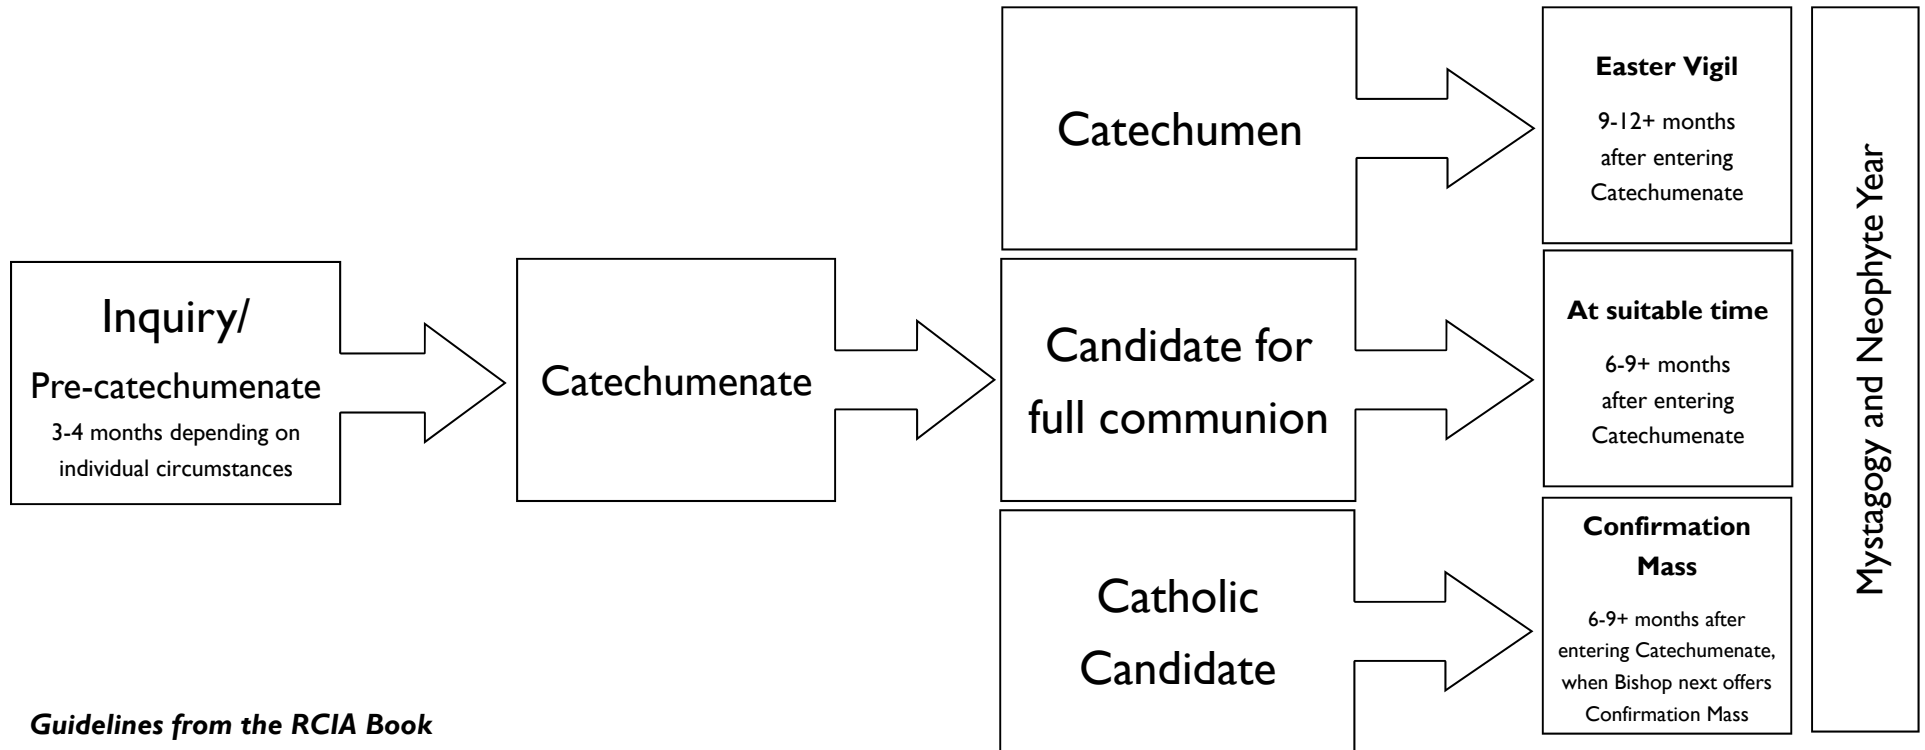 Inquiry/
Pre-catechumenate
3-4 months depending on
individual circumstances
Catechumenate
Catechumen
Easter Vigil
9-12+ months
after entering
Catechumenate
Candidate for
full communion
At suitable time
6-9+ months
after entering
Catechumenate
Catholic
Candidate
Confirmation
Mass
6-9+ months after
entering Catechumenate,
when Bishop next offers
Confirmation Mass
Mystagogy and Neophyte Year
Guidelines from the RCIA Book